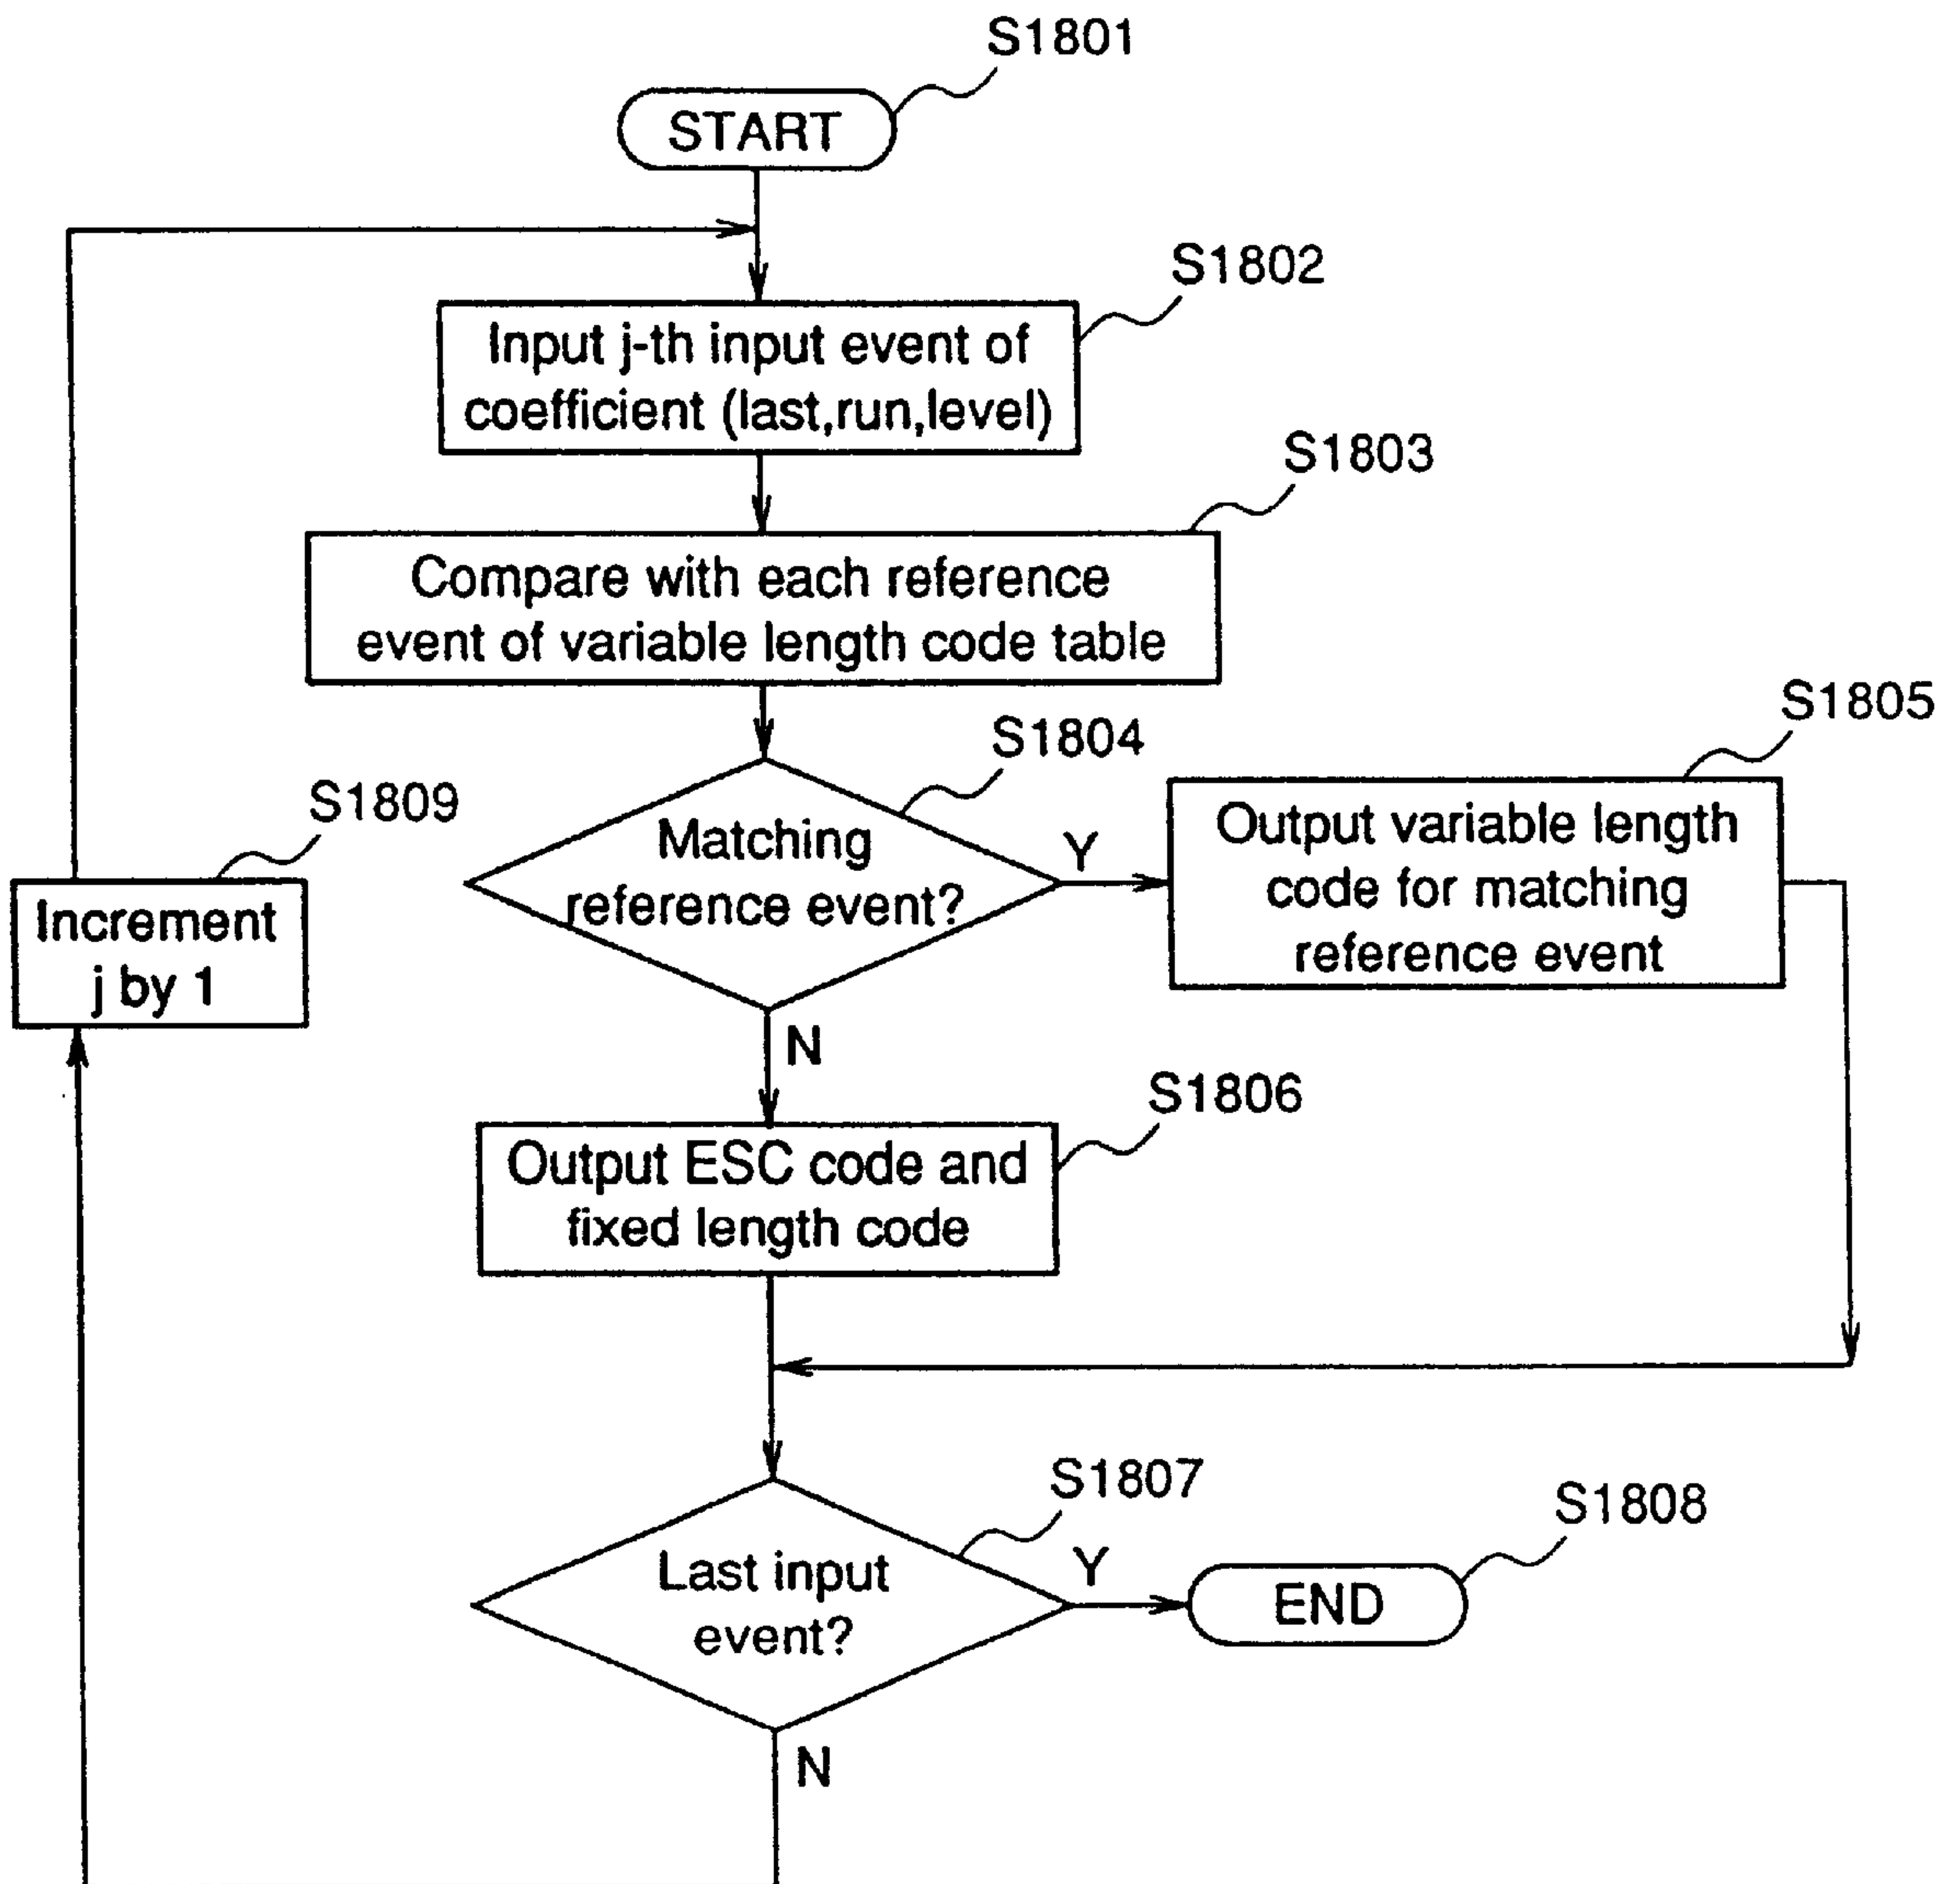 S1801
START
S1802
Input j-th input event of
coefficient (last,run,level)
S1803
Compare with each reference
event of variable length code table
S1804
Matching
reference event?
Y
S1805
Output variable length
code for matching
reference event
S1809
Increment
j by 1
N
S1806
Output ESC code and
fixed length code
S1807
Last input
event?
Y
S1808
END
N